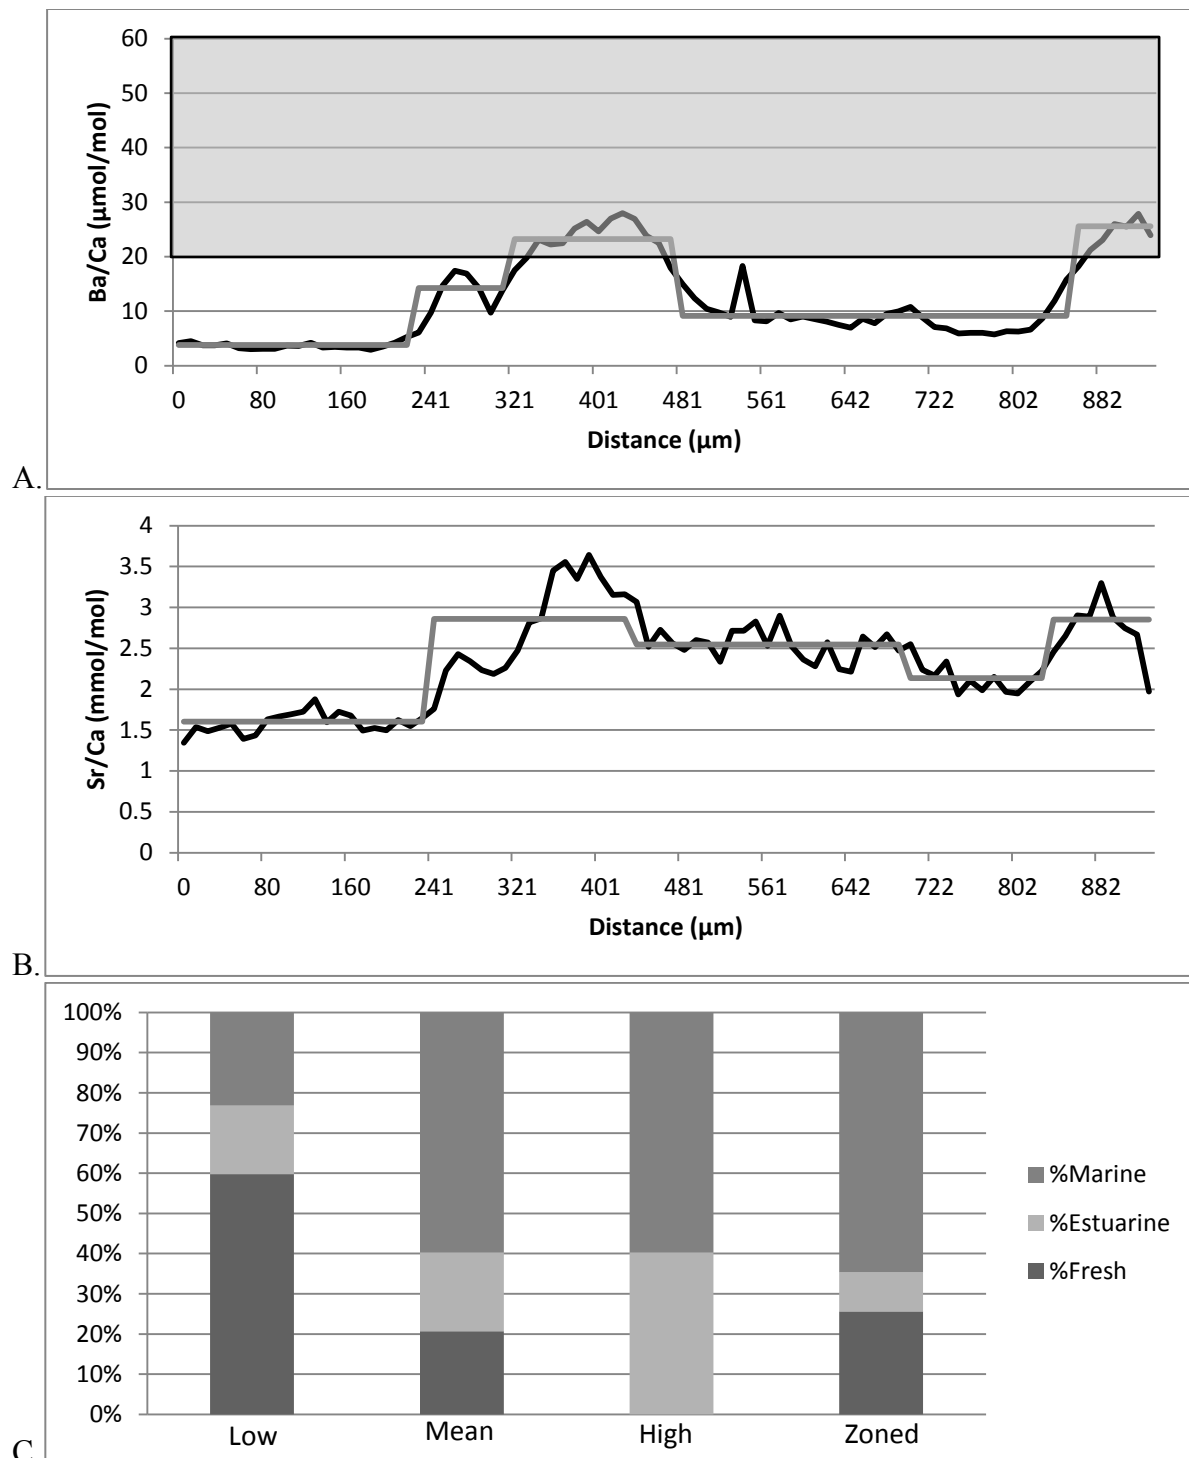 60
50
40
30
20
10
0
Ba/Ca (µmol/mol)
0 80 160 241 321 401 481 561 642 722 802 882
Distance (µm)
A.
4
3.5
3
2.5
2
1.5
1
0.5
0
Sr/Ca (mmol/mol)
0 80 160 241 321 401 481 561 642 722 802 882
Distance (µm)
B.
100%
90%
80%
70%
60%
50%
40%
30%
20%
10%
0%
%Marine
%Estuarine
%Fresh
Low Mean High Zoned
C